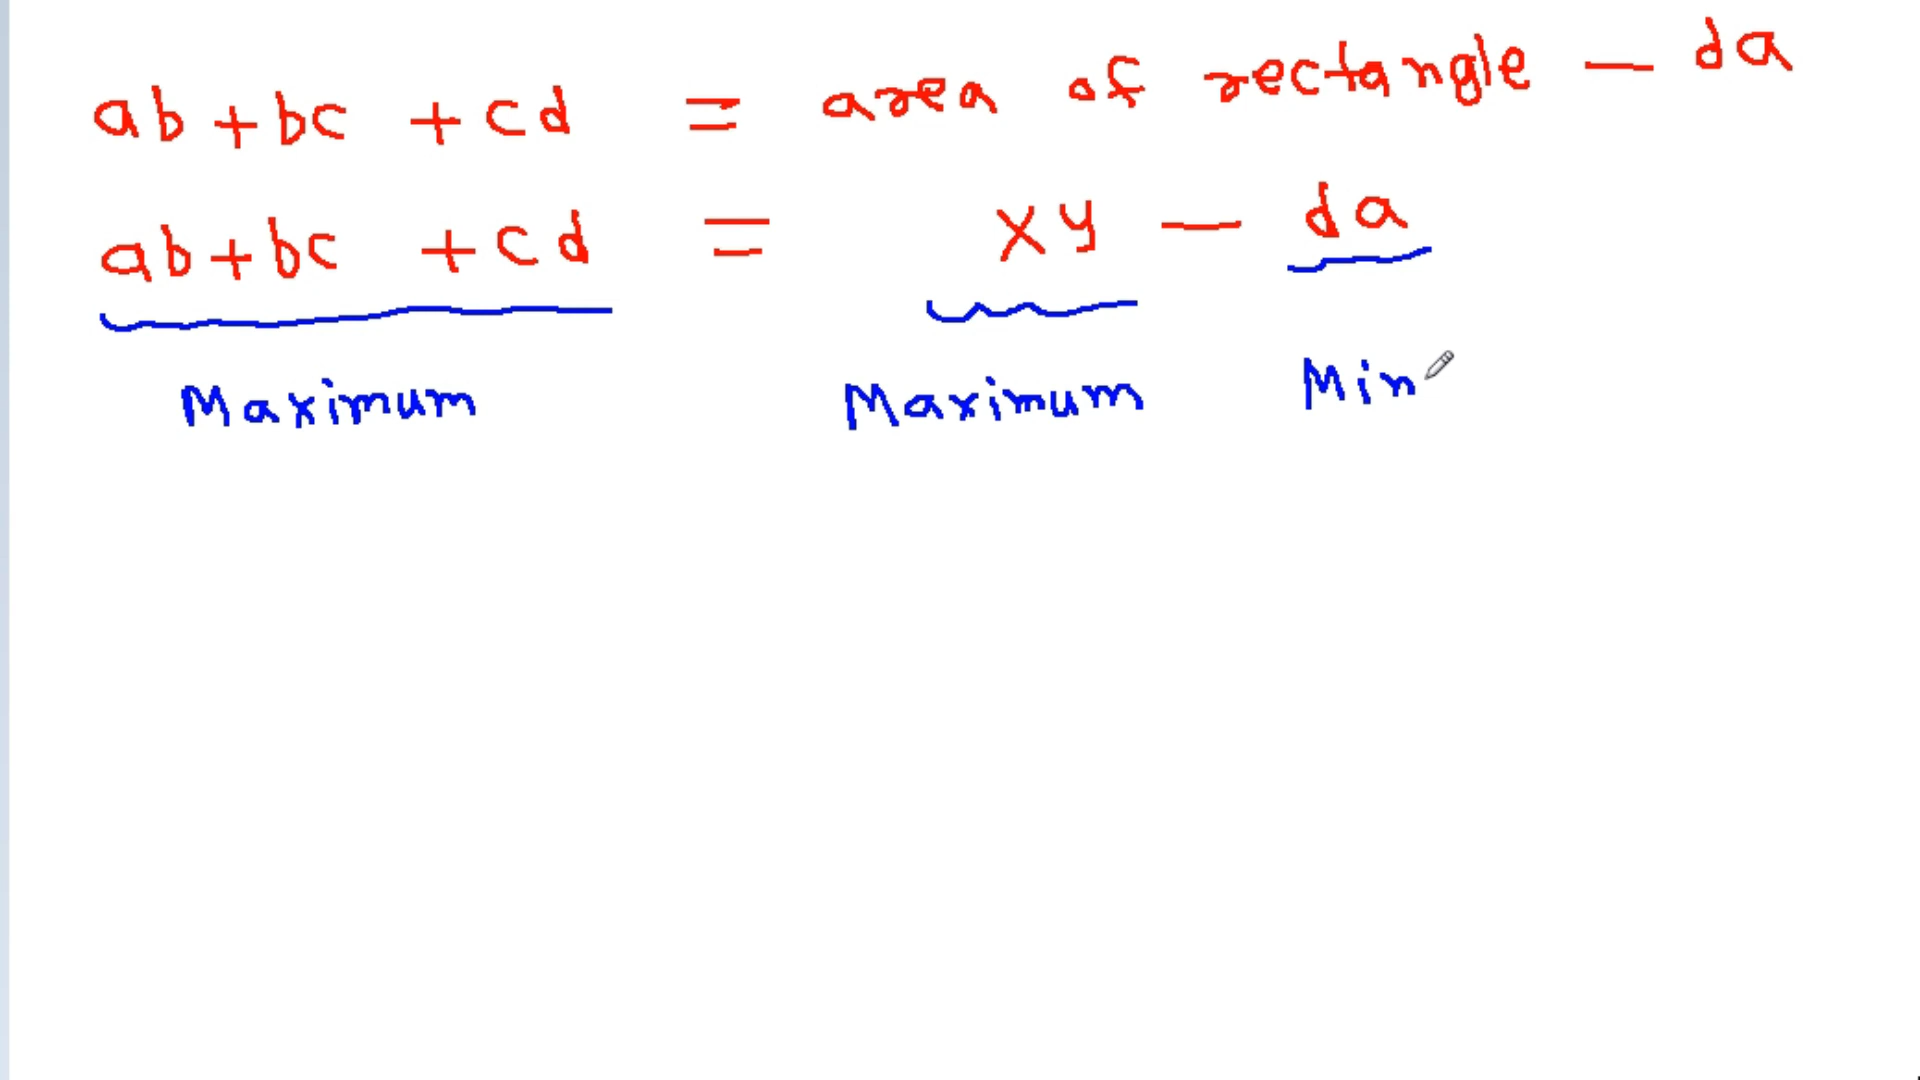 ab + bc + cd = area of rectangle - da
ab + bc + cd = xy - da
Maximum Maximum Min